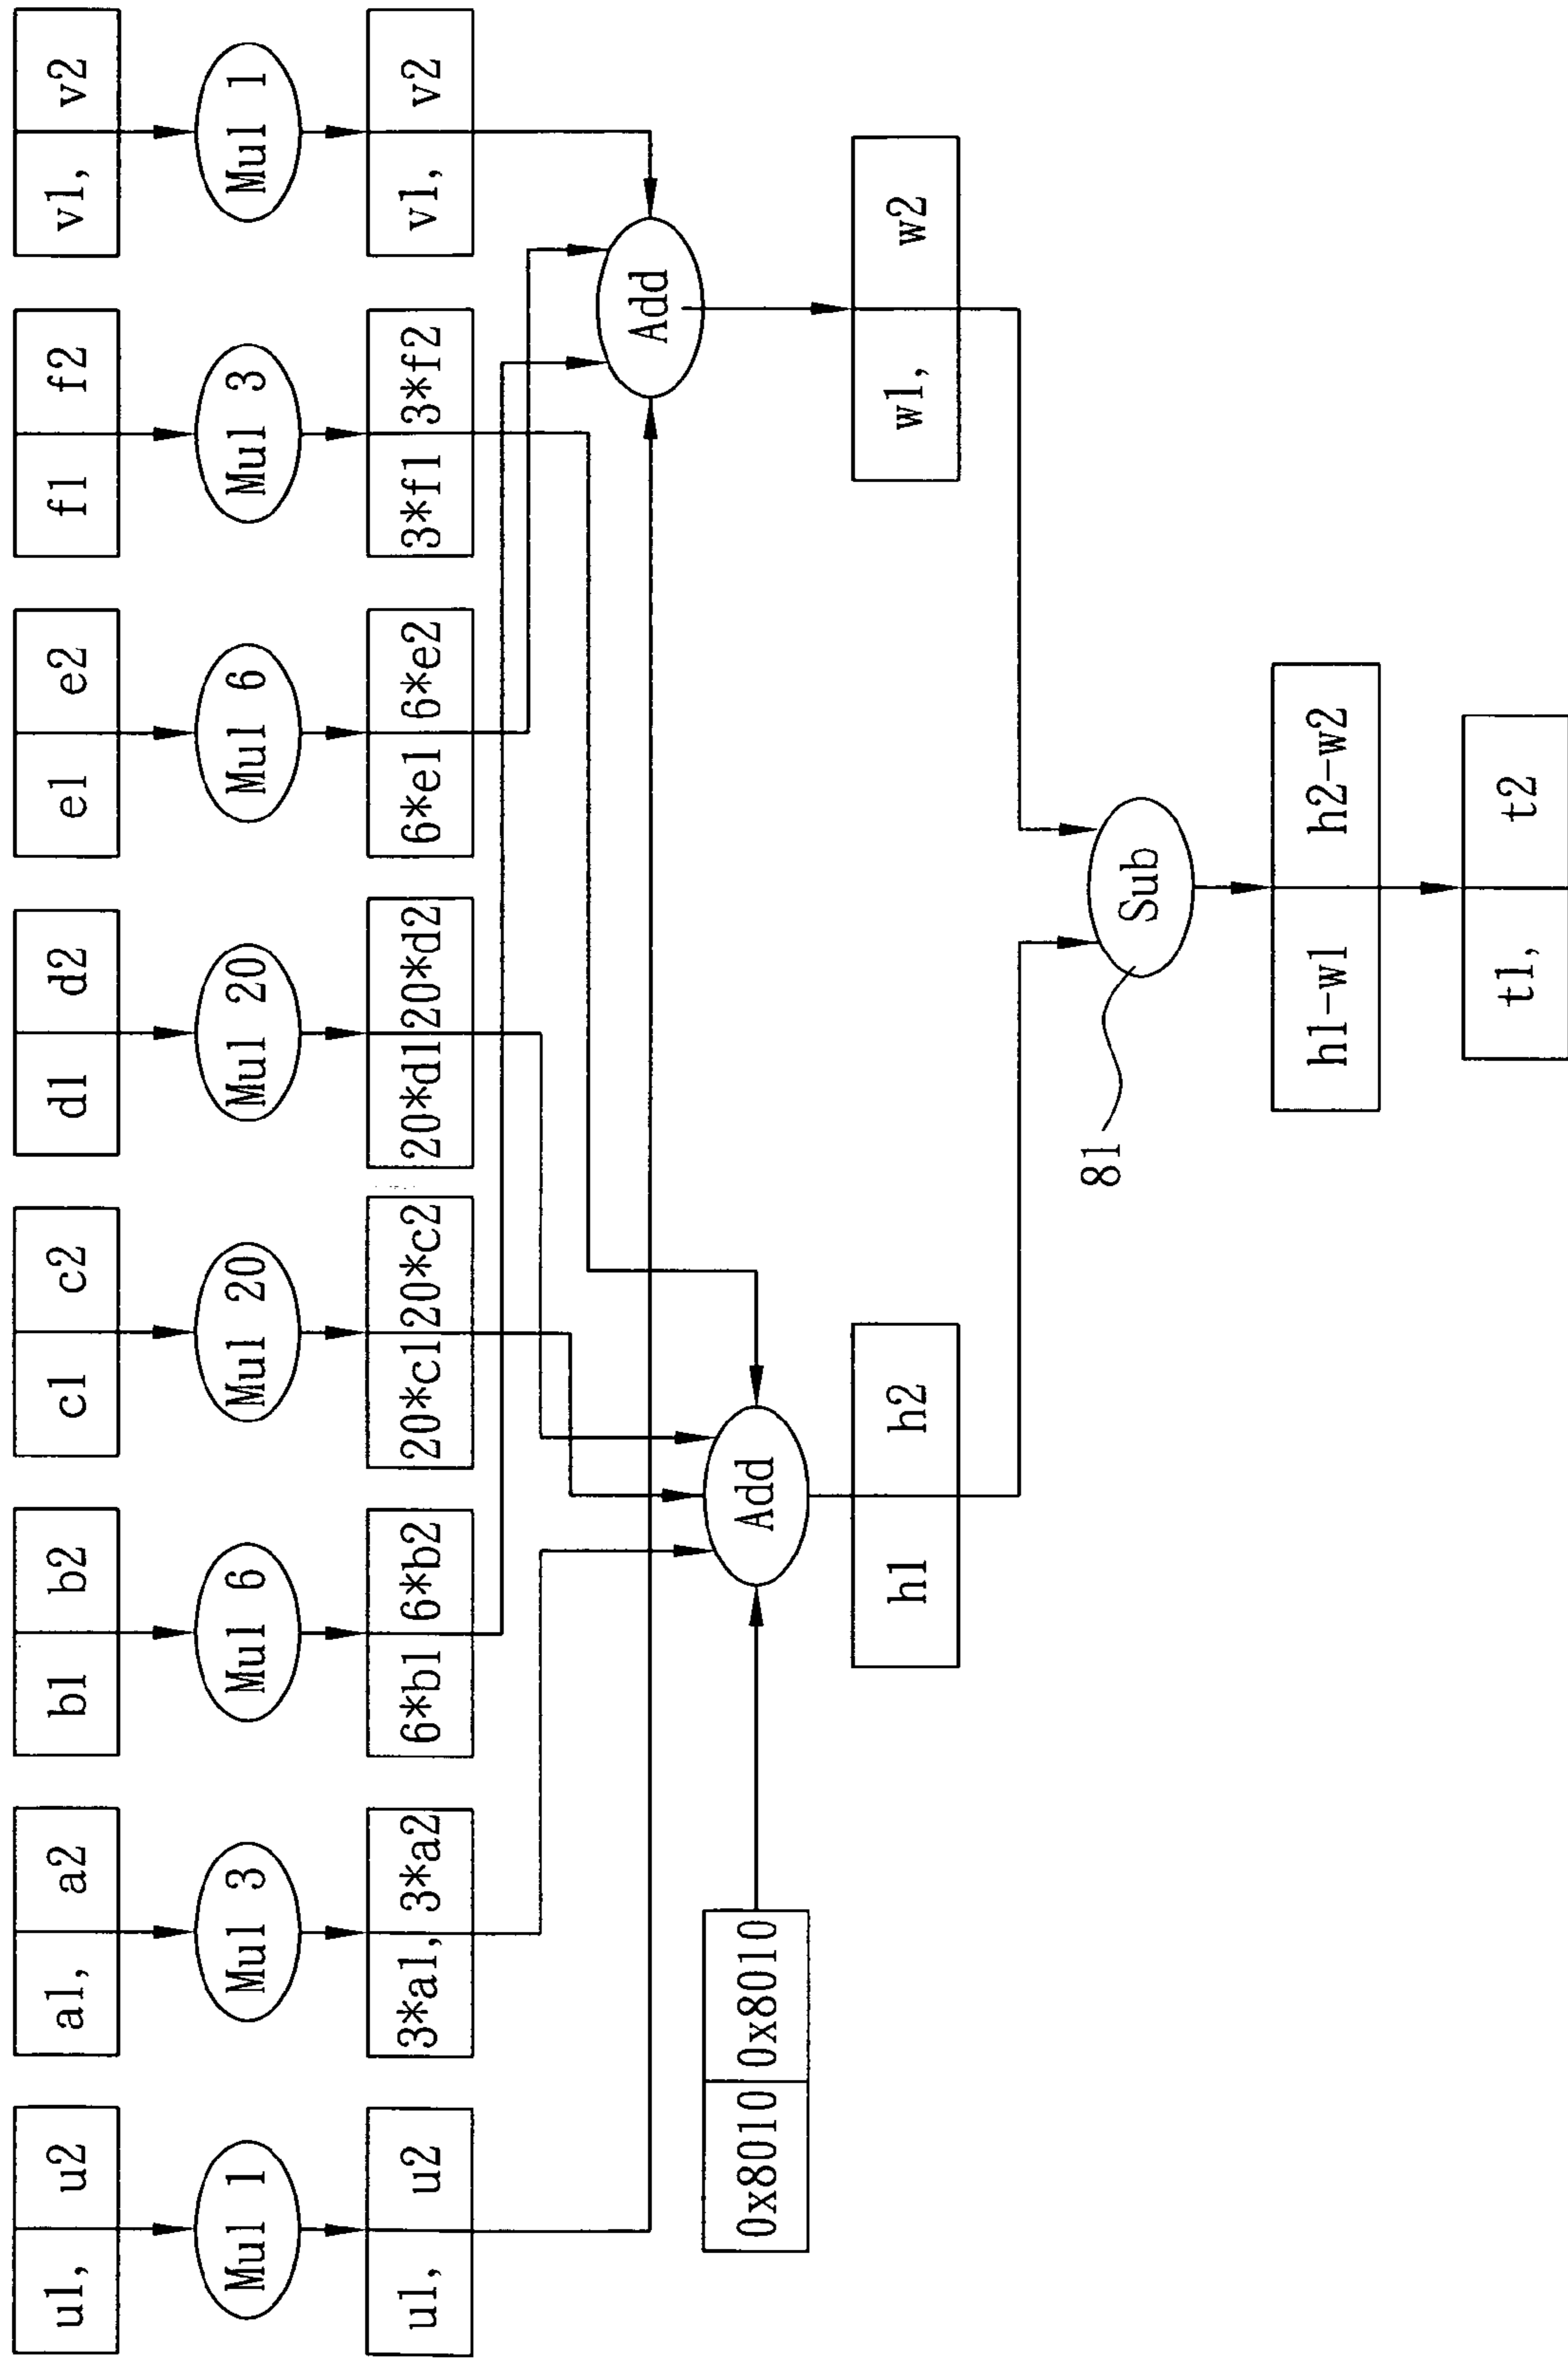 u1, u2 a1, a2 b1 b2 c1 c2 d1 d2 e1 e2 f1 f2 v1, v2
Mul 1 Mul 3 Mul 6 Mul 20 Mul 20 Mul 6 Mul 3 Mul 1
u1, u2 3*a1, 3*a2 6*b1 6*b2 20*c1 20*c2 20*d1 20*d2 6*e1 6*e2 3*f1 3*f2 v1, v2
Add
0x8010 0x8010 Add
h1 h2 w1, w2
81 Sub
h1-w1 h2-w2
t1, t2